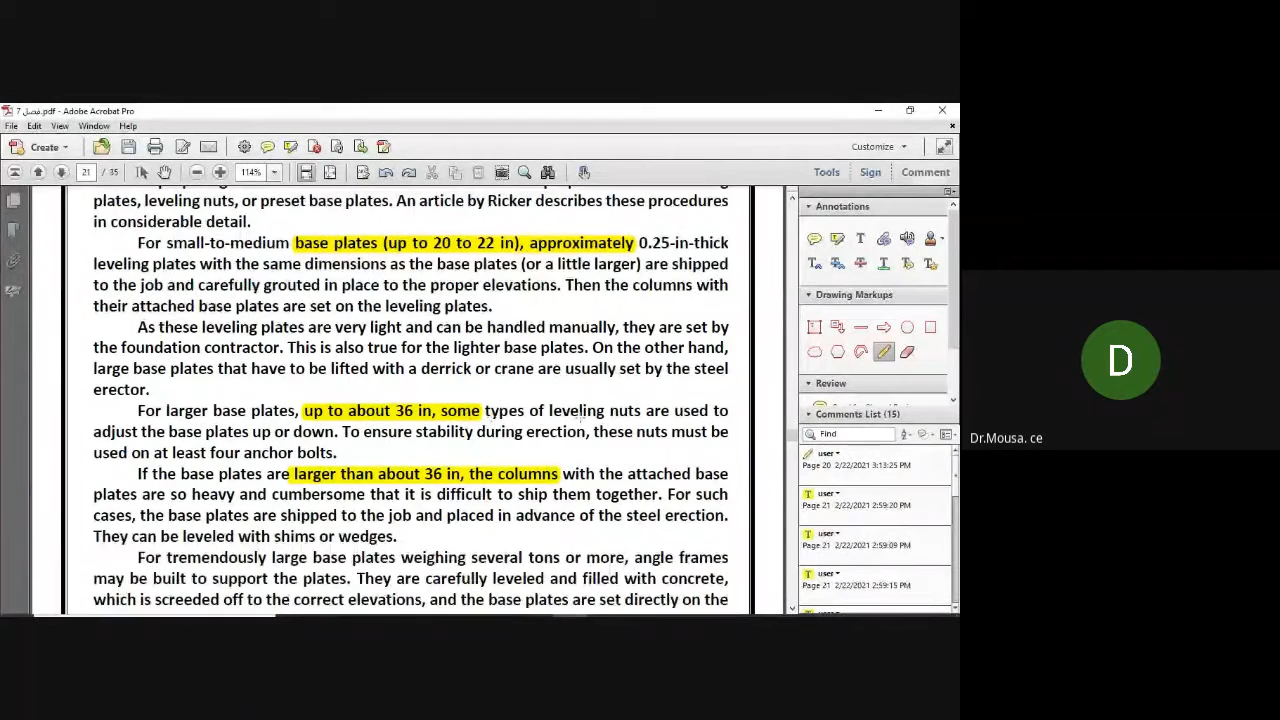 فصل 7.pdf - Adobe Acrobat Pro
File Edit View Window Help
Create
Customize
21 / 35
114%
Tools Sign Comment
plates, leveling nuts, or preset base plates. An article by Ricker describes these procedures
in considerable detail.
For small-to-medium base plates (up to 20 to 22 in), approximately 0.25-in-thick
leveling plates with the same dimensions as the base plates (or a little larger) are shipped
to the job and carefully grouted in place to the proper elevations. Then the columns with
their attached base plates are set on the leveling plates.
As these leveling plates are very light and can be handled manually, they are set by
the foundation contractor. This is also true for the lighter base plates. On the other hand,
large base plates that have to be lifted with a derrick or crane are usually set by the steel
erector.
For larger base plates, up to about 36 in, some types of leveling nuts are used to
adjust the base plates up or down. To ensure stability during erection, these nuts must be
used on at least four anchor bolts.
If the base plates are larger than about 36 in, the columns with the attached base
plates are so heavy and cumbersome that it is difficult to ship them together. For such
cases, the base plates are shipped to the job and placed in advance of the steel erection.
They can be leveled with shims or wedges.
For tremendously large base plates weighing several tons or more, angle frames
may be built to support the plates. They are carefully leveled and filled with concrete,
which is screeded off to the correct elevations, and the base plates are set directly on the
Annotations
Drawing Markups
Review
Comments List (15)
Find
user
Page 20 2/22/2021 3:13:25 PM
user
Page 21 2/22/2021 2:59:20 PM
user
Page 21 2/22/2021 2:59:09 PM
user
Page 21 2/22/2021 2:59:15 PM
D
Dr.Mousa. ce